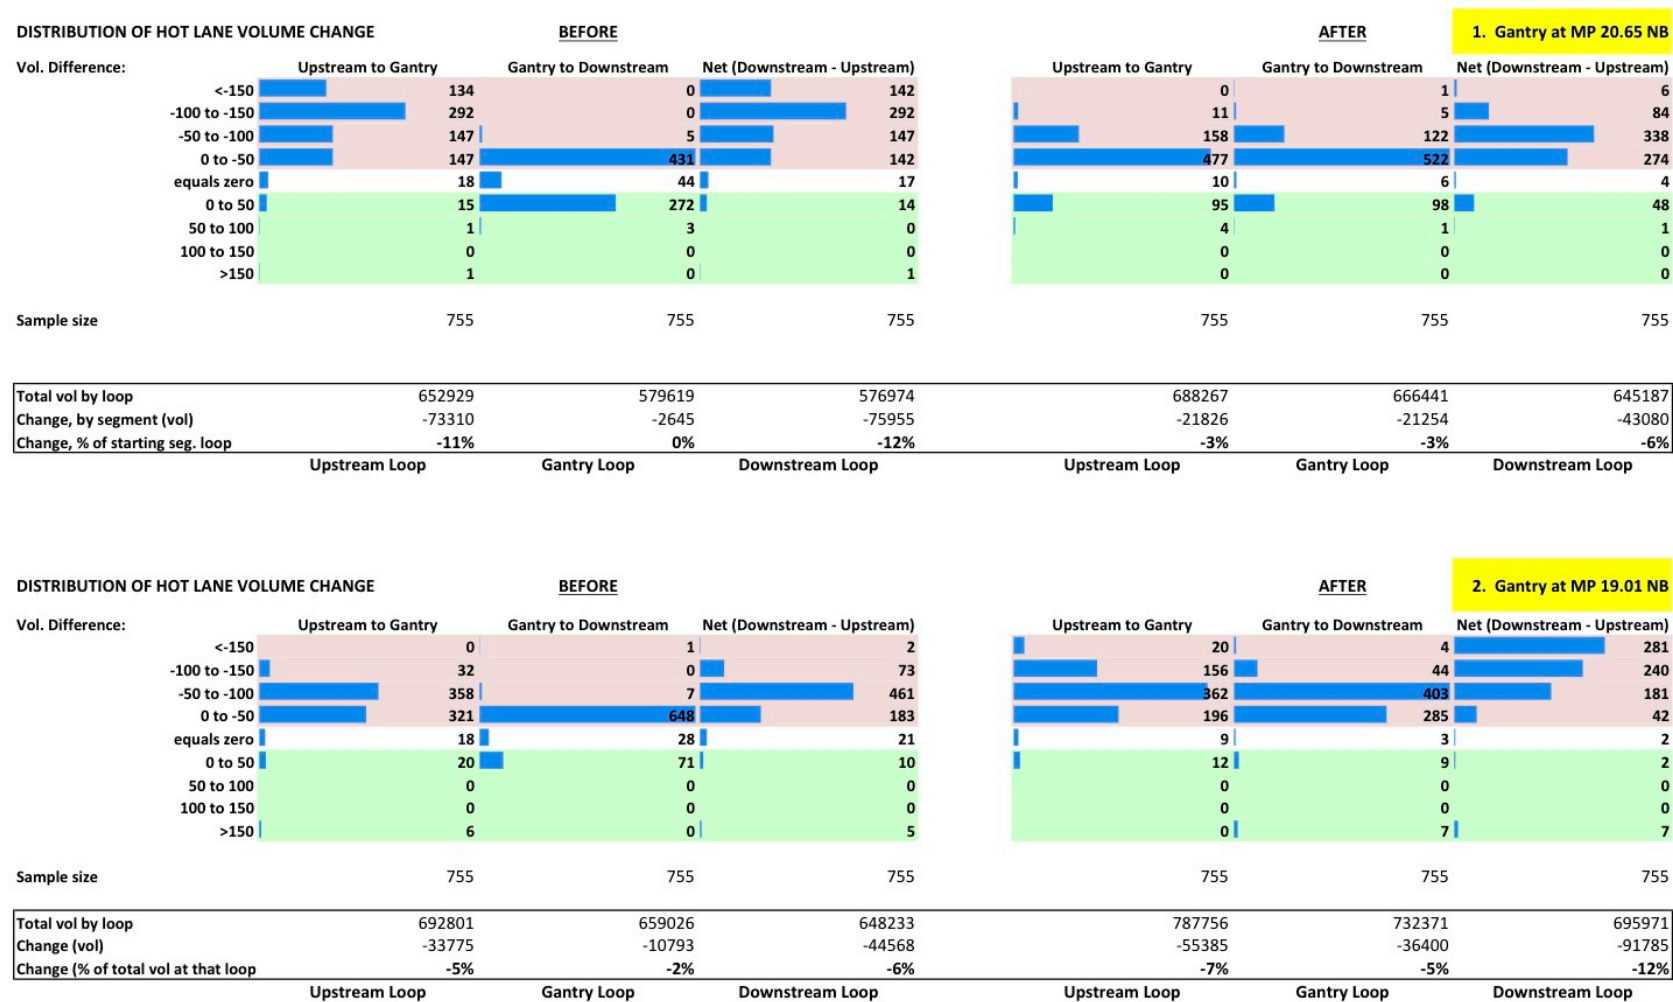 DISTRIBUTION OF HOT LANE VOLUME CHANGE BEFORE AFTER 1. Gantry at MP 20.65 NB
Vol. Difference: Upstream to Gantry Gantry to Downstream Net (Downstream - Upstream) Upstream to Gantry Gantry to Downstream Net (Downstream - Upstream)
<-150 134 0 142 0 1 6
-100 to -150 292 0 292 11 5 84
-50 to -100 147 5 147 158 122 338
0 to -50 147 431 142 477 522 274
equals zero 18 44 17 10 6 4
0 to 50 15 272 14 95 98 48
50 to 100 1 3 0 4 1 1
100 to 150 0 0 0 0 0 0
>150 1 0 1 0 0 0
Sample size 755 755 755 755 755 755
Total vol by loop 652929 579619 576974 688267 666441 645187
Change, by segment (vol) -73310 -2645 -75955 -21826 -21254 -43080
Change, % of starting seg. loop -11% 0% -12% -3% -3% -6%
Upstream Loop Gantry Loop Downstream Loop Upstream Loop Gantry Loop Downstream Loop
DISTRIBUTION OF HOT LANE VOLUME CHANGE BEFORE AFTER 2. Gantry at MP 19.01 NB
Vol. Difference: Upstream to Gantry Gantry to Downstream Net (Downstream - Upstream) Upstream to Gantry Gantry to Downstream Net (Downstream - Upstream)
<-150 0 1 2 20 4 281
-100 to -150 32 0 73 156 44 240
-50 to -100 358 7 461 362 403 181
0 to -50 321 648 183 196 285 42
equals zero 18 28 21 9 3 2
0 to 50 20 71 10 12 9 2
50 to 100 0 0 0 0 0 0
100 to 150 0 0 0 0 0 0
>150 6 0 5 0 7 7
Sample size 755 755 755 755 755 755
Total vol by loop 692801 659026 648233 787756 732371 695971
Change (vol) -33775 -10793 -44568 -55385 -36400 -91785
Change (% of total vol at that loop -5% -2% -6% -7% -5% -12%
Upstream Loop Gantry Loop Downstream Loop Upstream Loop Gantry Loop Downstream Loop